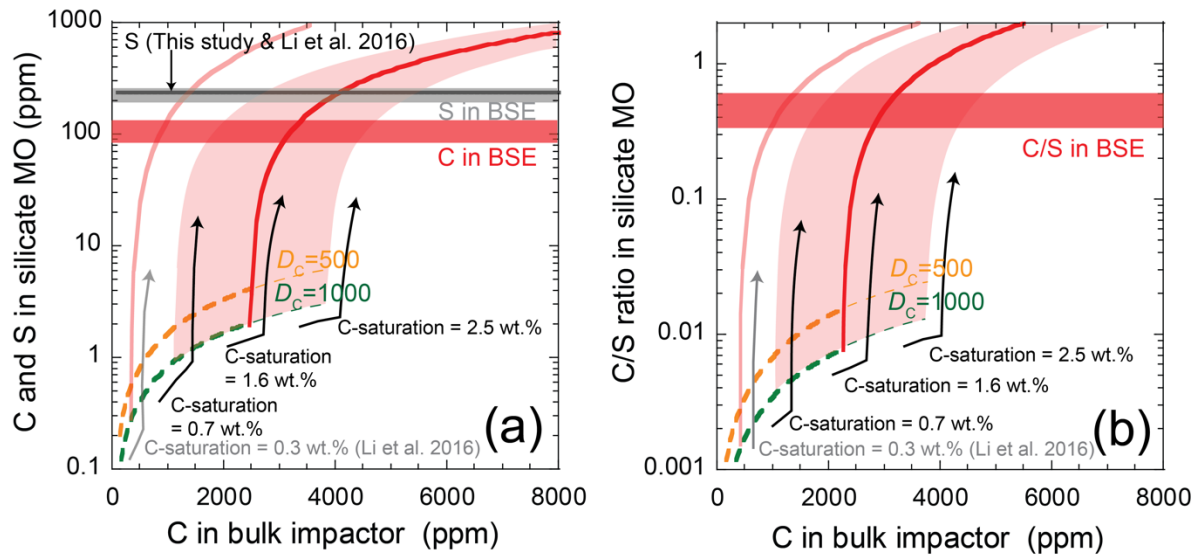 1000
100
10
1
0.1
C and S in silicate MO (ppm)
S (This study & Li et al. 2016)
S in BSE
C in BSE
D_C=500
D_C=1000
C-saturation = 2.5 wt.%
C-saturation
= 1.6 wt.%
C-saturation
= 0.7 wt.%
C-saturation = 0.3 wt.% (Li et al. 2016)
(a)
0 2000 4000 6000 8000
C in bulk impactor (ppm)
1
0.1
0.01
0.001
C/S ratio in silicate MO
C/S in BSE
D_C=500
D_C=1000
C-saturation = 2.5 wt.%
C-saturation = 1.6 wt.%
C-saturation = 0.7 wt.%
C-saturation = 0.3 wt.% (Li et al. 2016)
(b)
0 2000 4000 6000 8000
C in bulk impactor (ppm)